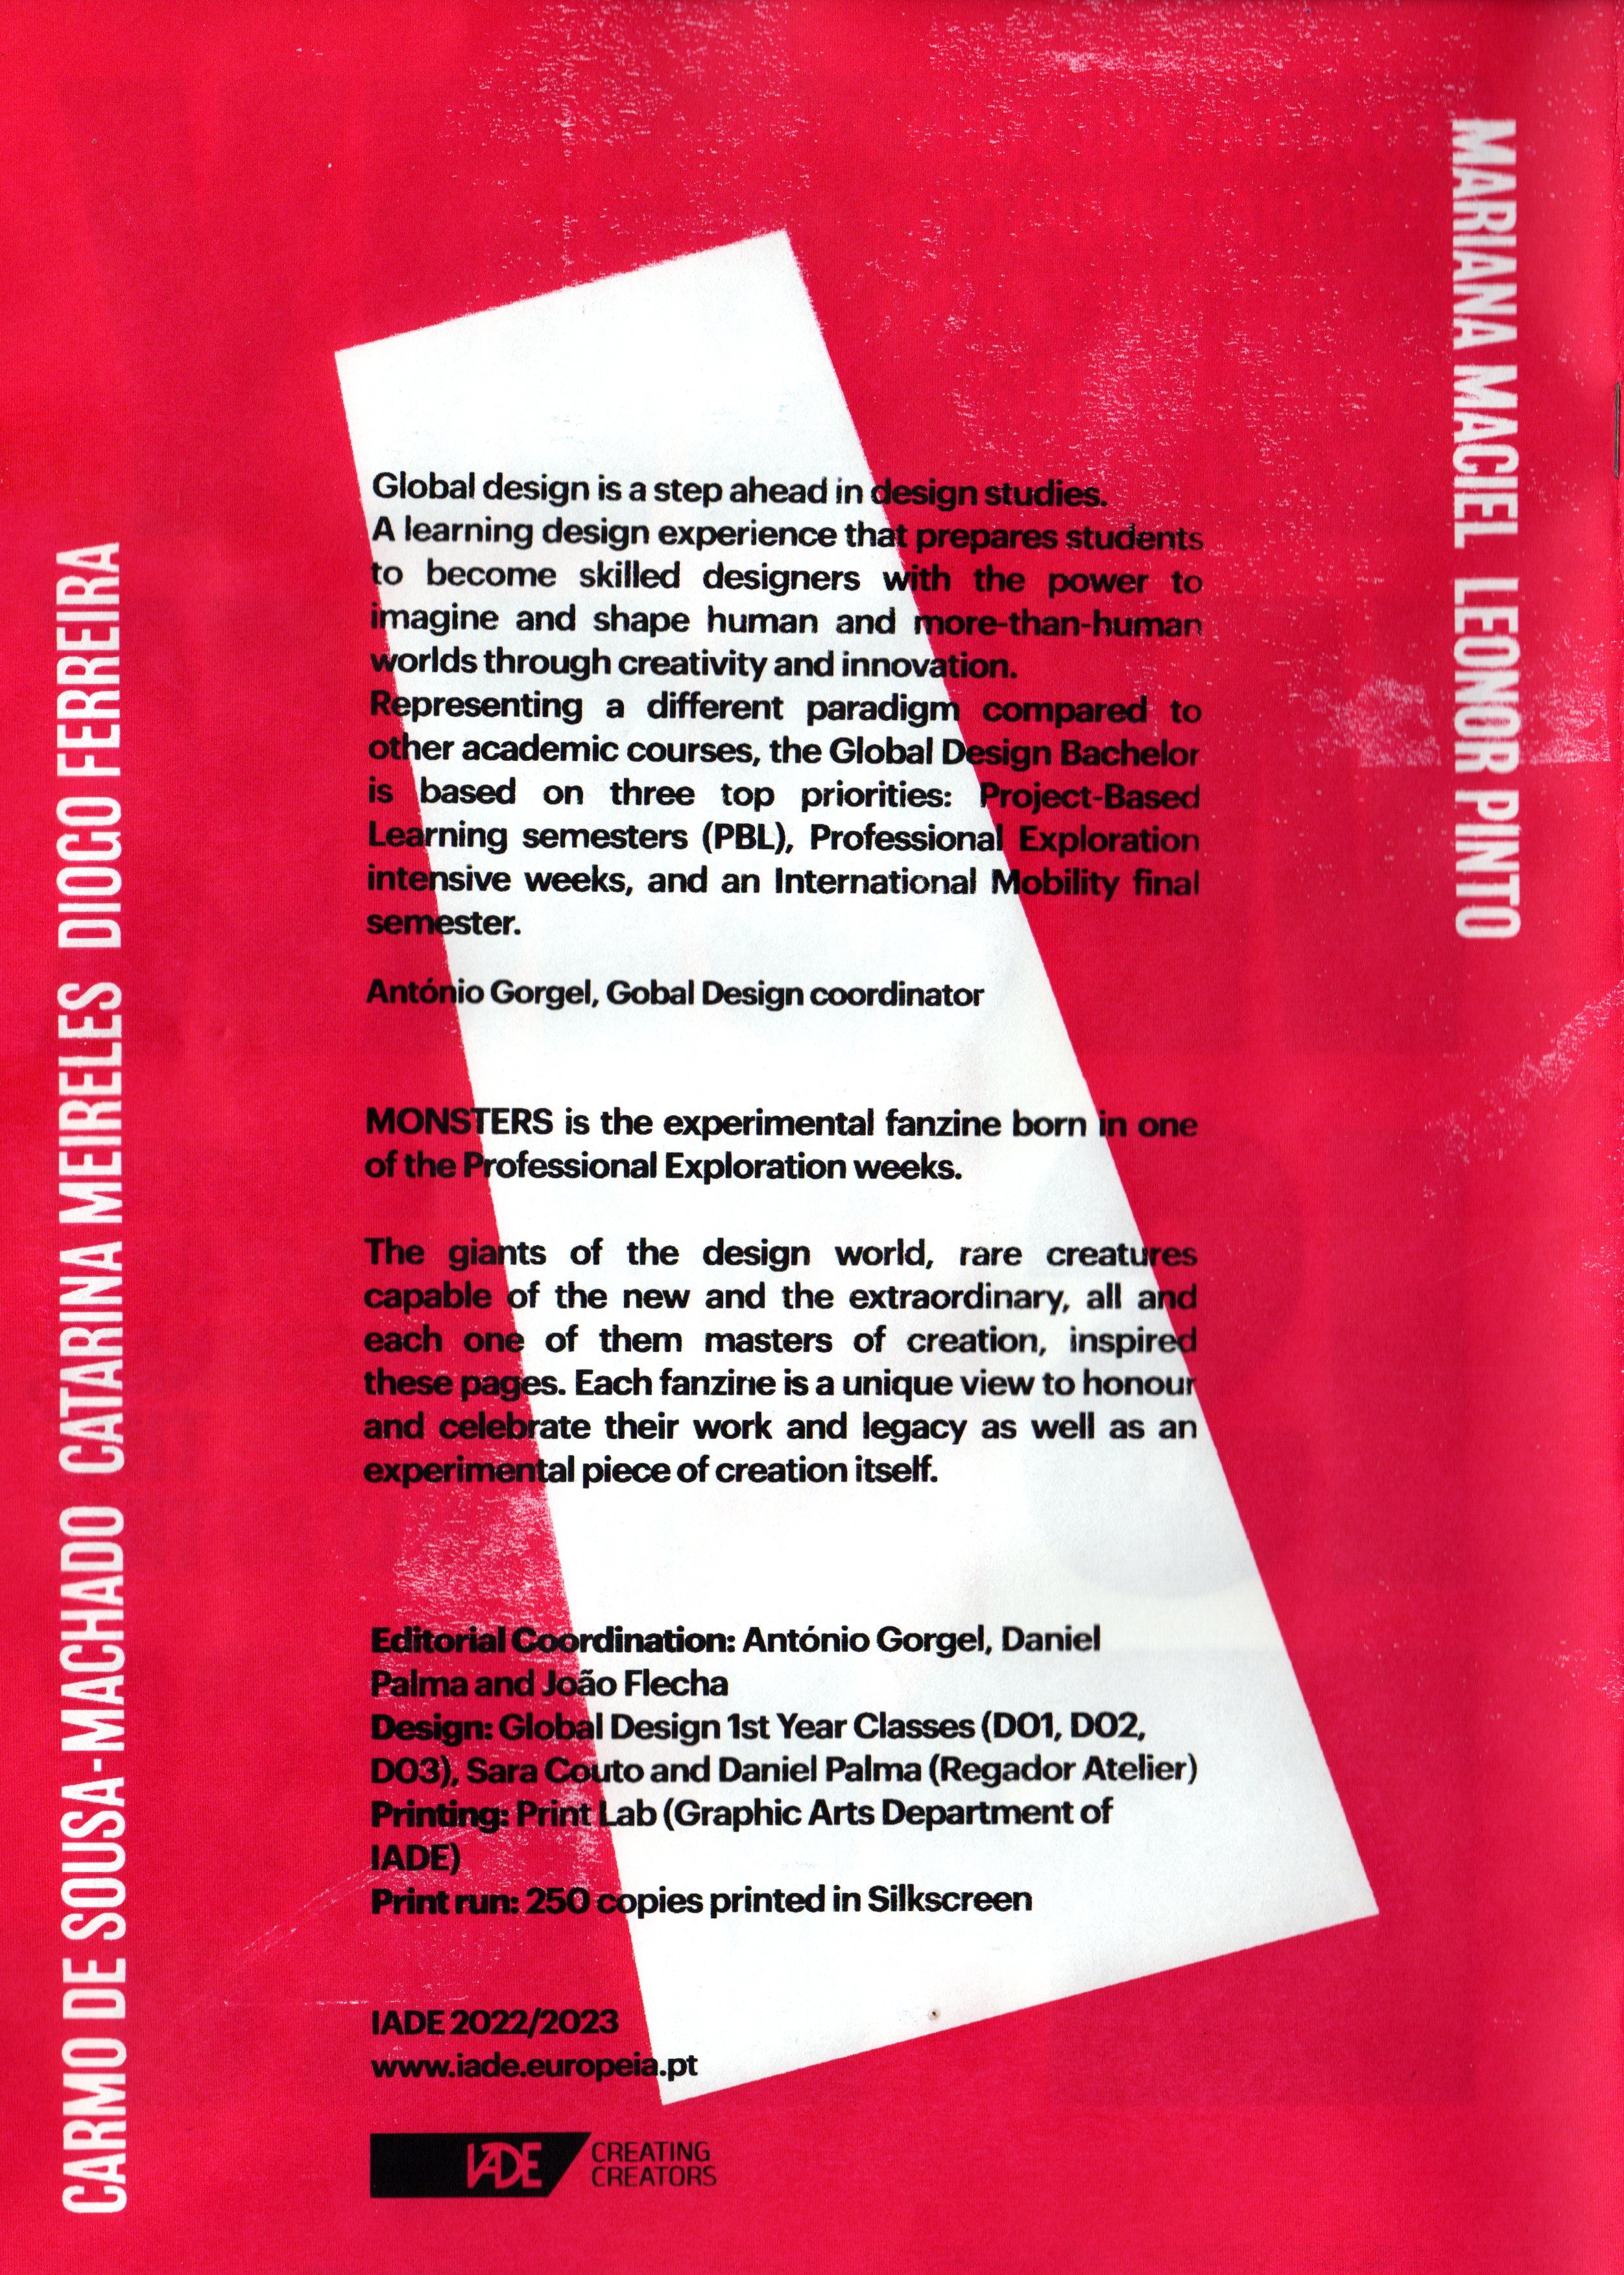 MARIANA MACIEL LEONOR PINTO
CARMO DE SOUSA-MACHADO CATARINA MEIRELES DIOGO FERREIRA
Global design is a step ahead in design studies.
A learning design experience that prepares students
to become skilled designers with the power to
imagine and shape human and more-than-human
worlds through creativity and innovation.
Representing a different paradigm compared to
other academic courses, the Global Design Bachelor
is based on three top priorities: Project-Based
Learning semesters (PBL), Professional Exploration
intensive weeks, and an International Mobility final
semester.
António Gorgel, Gobal Design coordinator
MONSTERS is the experimental fanzine born in one
of the Professional Exploration weeks.
The giants of the design world, rare creatures
capable of the new and the extraordinary, all and
each one of them masters of creation, inspired
these pages. Each fanzine is a unique view to honour
and celebrate their work and legacy as well as an
experimental piece of creation itself.
Editorial Coordination: António Gorgel, Daniel
Palma and João Flecha
Design: Global Design 1st Year Classes (D01, D02,
D03), Sara Couto and Daniel Palma (Regador Atelier)
Printing: Print Lab (Graphic Arts Department of
IADE)
Print run: 250 copies printed in Silkscreen
IADE 2022/2023
www.iade.europeia.pt
IADE CREATING
CREATORS